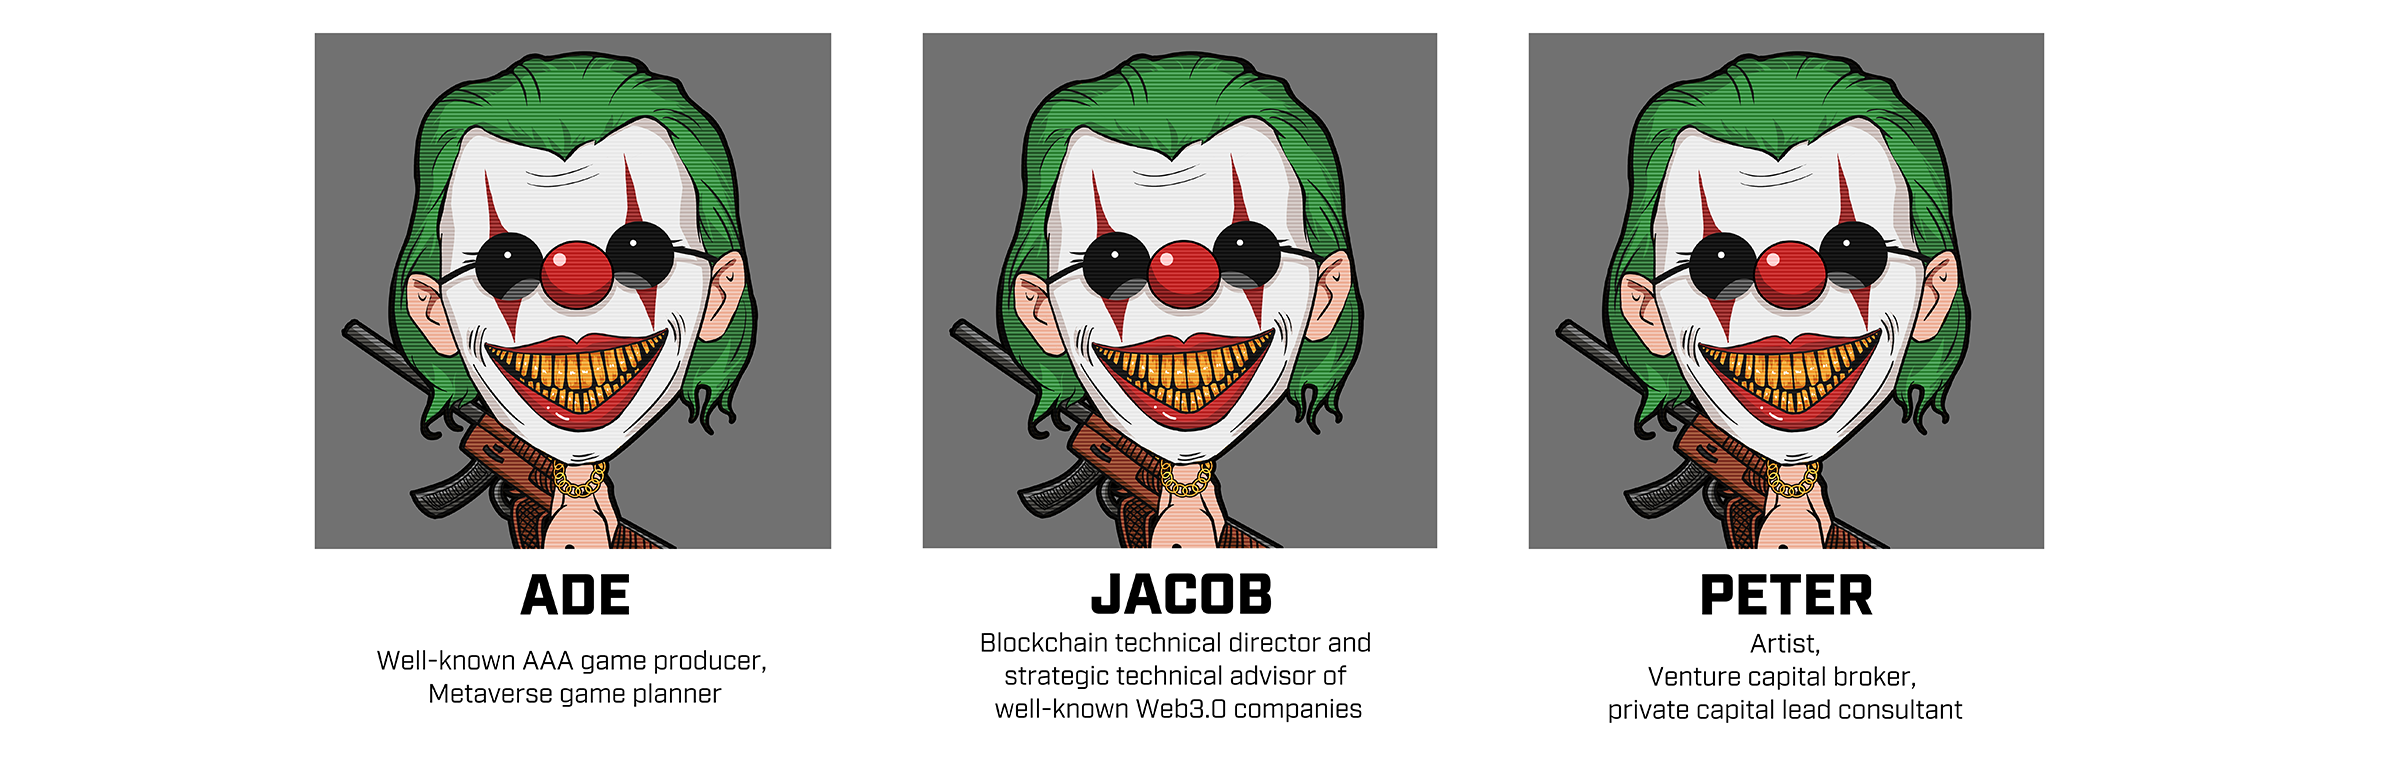 ADE
Well-known AAA game producer,
Metaverse game planner
JACOB
Blockchain technical director and
strategic technical advisor of
well-known Web3.0 companies
PETER
Artist,
Venture capital broker,
private capital lead consultant